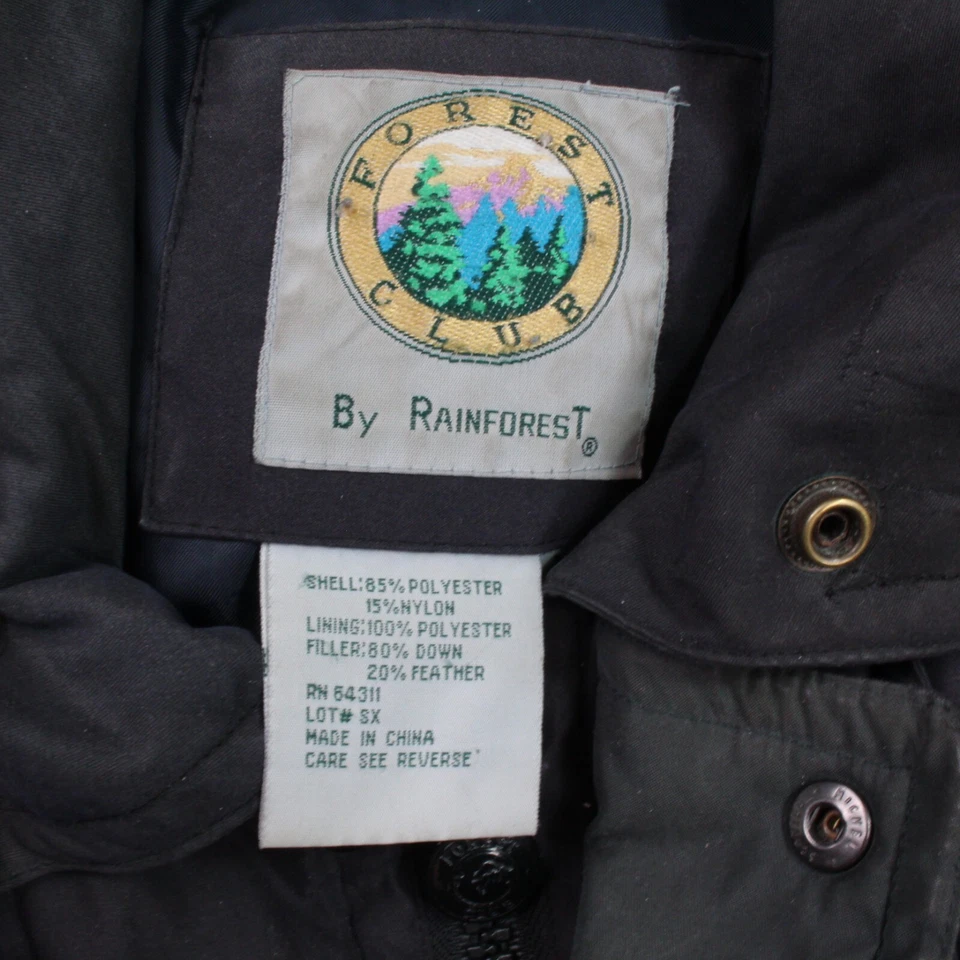 FOREST
CLUB
By RAINFOREST®
SHELL:85% POLYESTER
15%NYLON
LINING:100% POLYESTER
FILLER:80% DOWN
20% FEATHER
RN 64311
LOT# SX
MADE IN CHINA
CARE SEE REVERSE